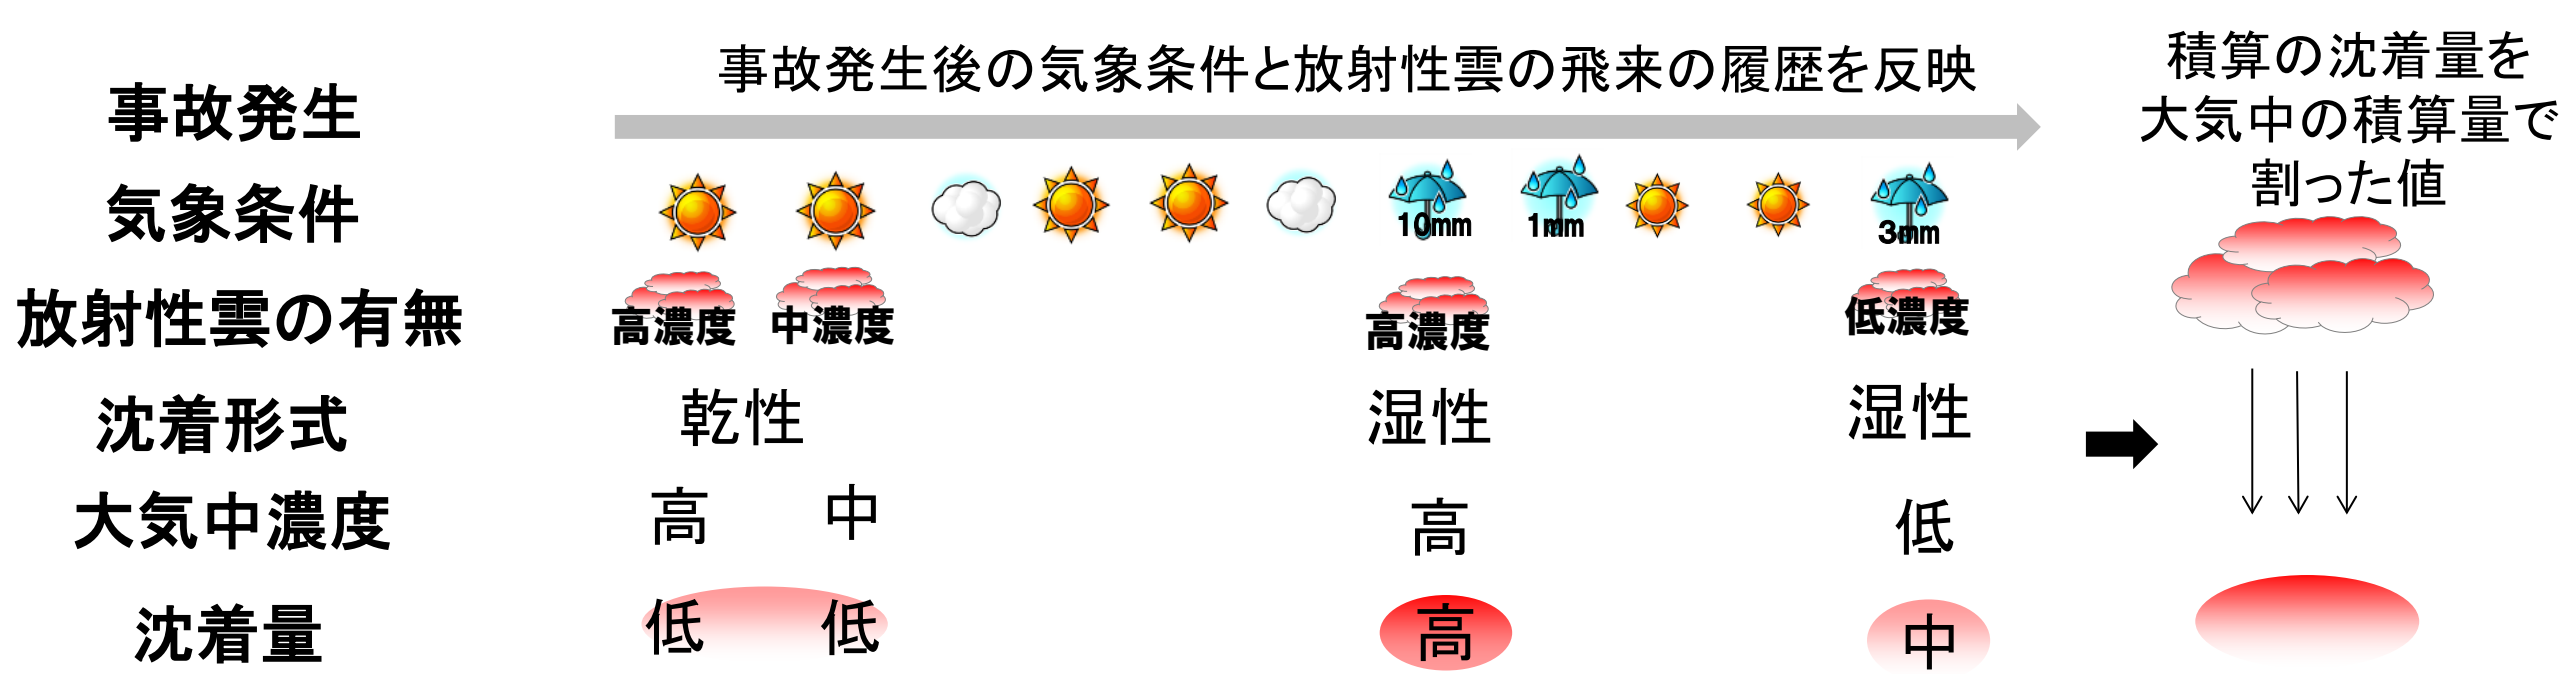 事故発生後の気象条件と放射性雲の飛来の履歴を反映
積算の沈着量を
大気中の積算量で
割った値
事故発生
気象条件
10mm 1mm 3mm
放射性雲の有無
高濃度 中濃度 高濃度 低濃度
沈着形式 乾性 湿性 湿性
大気中濃度 高 中 高 低
沈着量 低 低 高 中